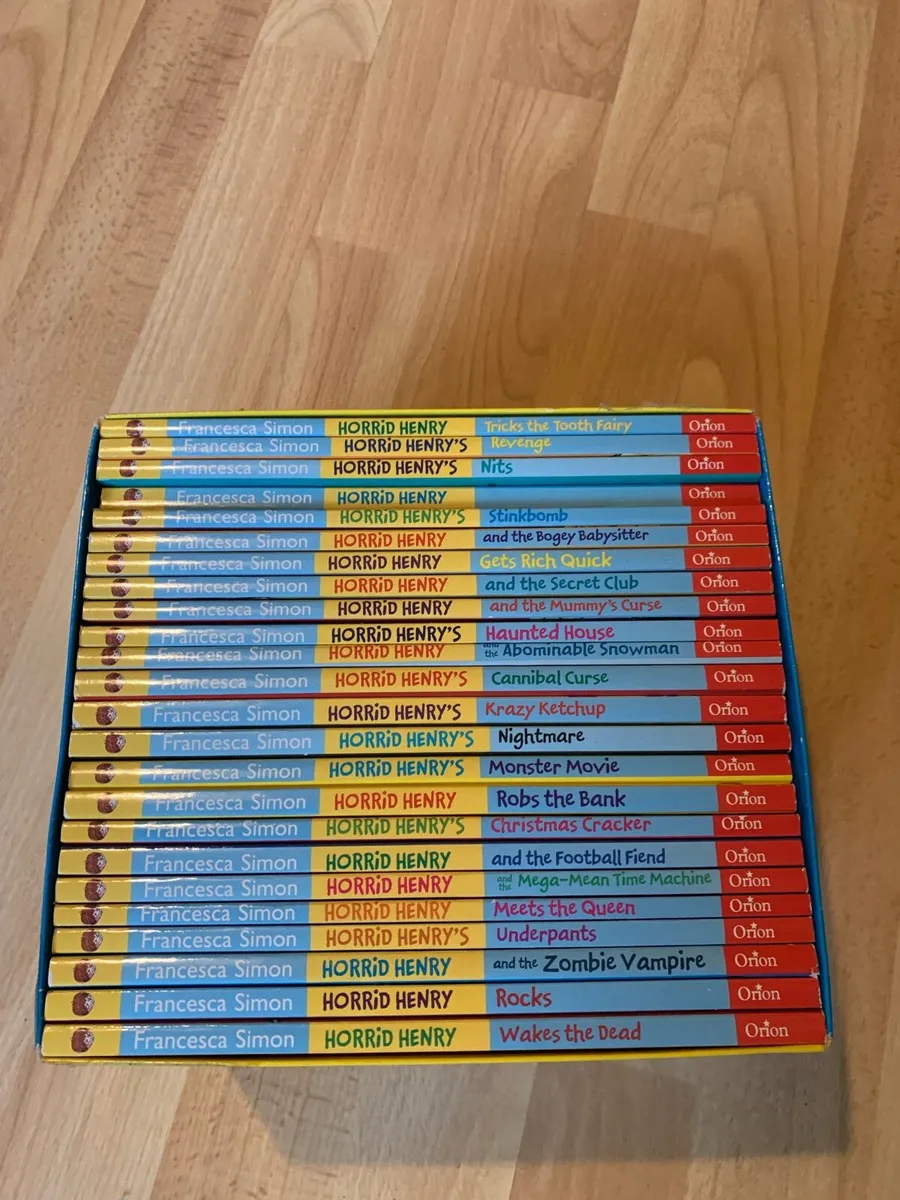 Francesca Simon HORRiD HENRY Tricks the Tooth Fairy Orion
Francesca Simon HORRiD HENRY'S Revenge Orion
Francesca Simon HORRiD HENRY'S Nits Orion
Francesca Simon HORRiD HENRY Orion
Francesca Simon HORRiD HENRY'S Stinkbomb Orion
Francesca Simon HORRiD HENRY and the Bogey Babysitter Orion
Francesca Simon HORRiD HENRY Gets Rich Quick Orion
Francesca Simon HORRiD HENRY and the Secret Club Orion
Francesca Simon HORRiD HENRY and the Mummy's Curse Orion
Francesca Simon HORRiD HENRY'S Haunted House Orion
Francesca Simon HORRiD HENRY and the Abominable Snowman Orion
Francesca Simon HORRiD HENRY'S Cannibal Curse Orion
Francesca Simon HORRiD HENRY'S Krazy Ketchup Orion
Francesca Simon HORRiD HENRY'S Nightmare Orion
Francesca Simon HORRiD HENRY'S Monster Movie Orion
Francesca Simon HORRiD HENRY Robs the Bank Orion
Francesca Simon HORRiD HENRY'S Christmas Cracker Orion
Francesca Simon HORRiD HENRY and the Football Fiend Orion
Francesca Simon HORRiD HENRY and the Mega-Mean Time Machine Orion
Francesca Simon HORRiD HENRY Meets the Queen Orion
Francesca Simon HORRiD HENRY'S Underpants Orion
Francesca Simon HORRiD HENRY and the Zombie Vampire Orion
Francesca Simon HORRiD HENRY Rocks Orion
Francesca Simon HORRiD HENRY Wakes the Dead Orion